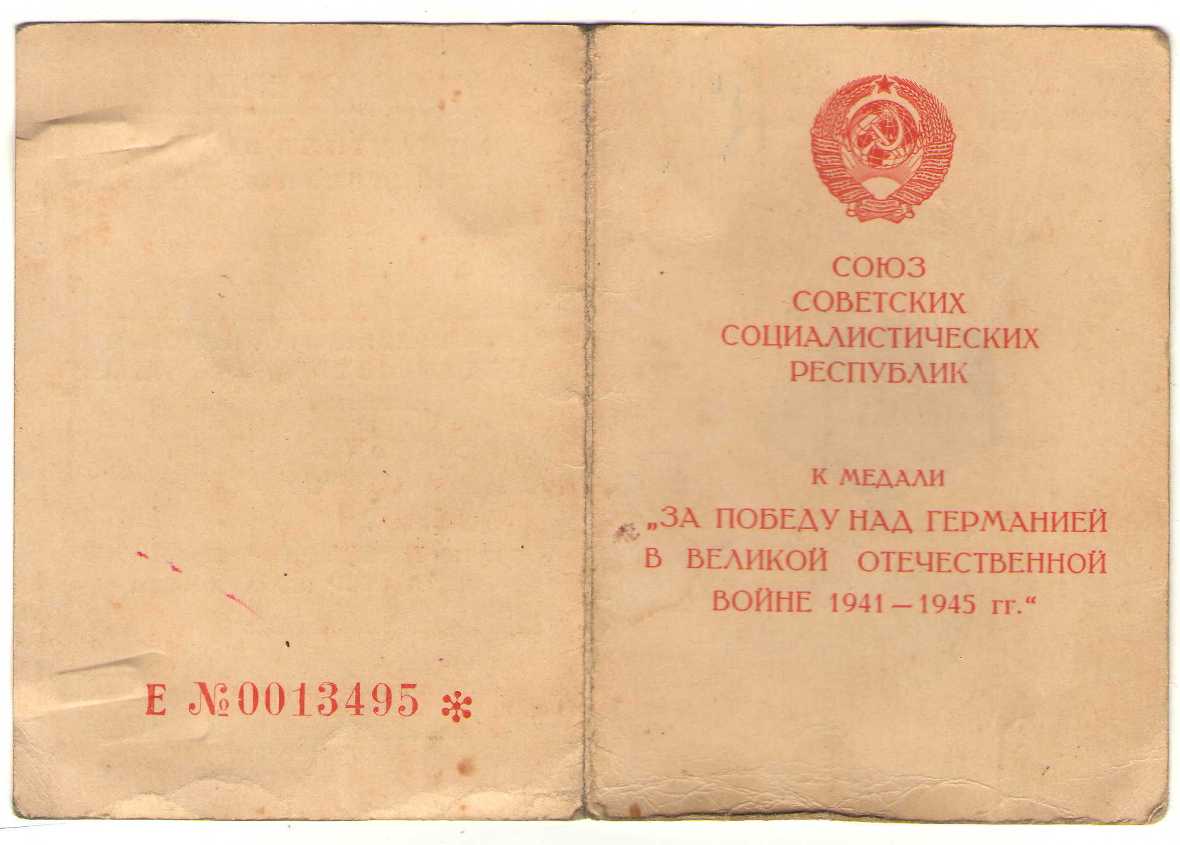 Е №0013495 *
СОЮЗ
СОВЕТСКИХ
СОЦИАЛИСТИЧЕСКИХ
РЕСПУБЛИК
К МЕДАЛИ
„ЗА ПОБЕДУ НАД ГЕРМАНИЕЙ
В ВЕЛИКОЙ ОТЕЧЕСТВЕННОЙ
ВОЙНЕ 1941 — 1945 гг.“